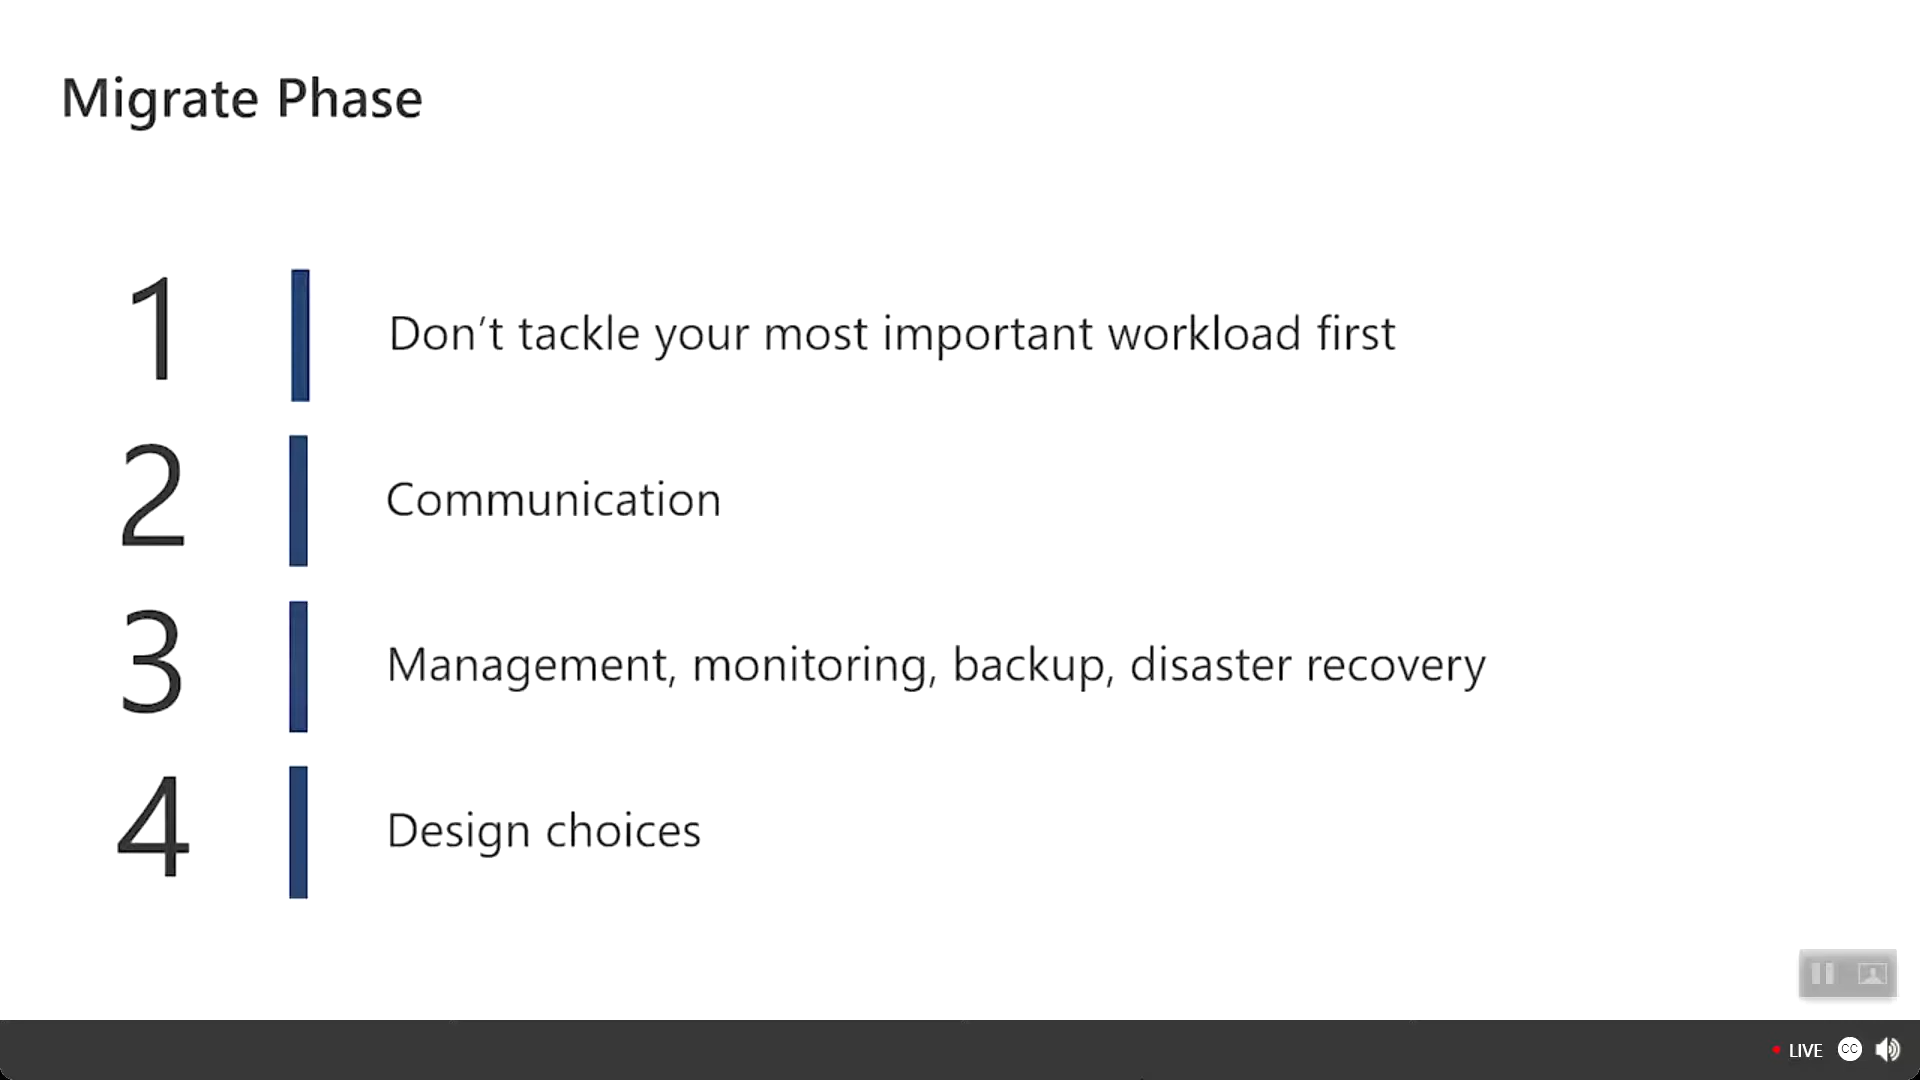 Migrate Phase
1
Don’t tackle your most important workload first
2
Communication
3
Management, monitoring, backup, disaster recovery
4
Design choices
LIVE
CC